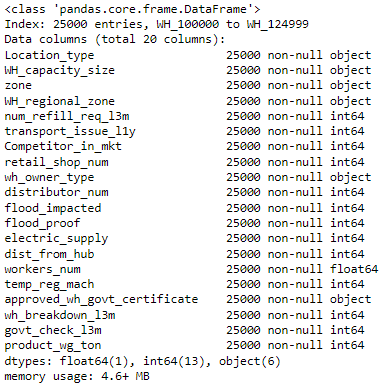 <class 'pandas.core.frame.DataFrame'>
Index: 25000 entries, WH_100000 to WH_124999
Data columns (total 20 columns):
Location_type                    25000 non-null object
WH_capacity_size                 25000 non-null object
zone                             25000 non-null object
WH_regional_zone                 25000 non-null object
num_refill_req_l3m               25000 non-null int64
transport_issue_l1y              25000 non-null int64
Competitor_in_mkt                25000 non-null int64
retail_shop_num                  25000 non-null int64
wh_owner_type                    25000 non-null object
distributor_num                  25000 non-null int64
flood_impacted                   25000 non-null int64
flood_proof                      25000 non-null int64
electric_supply                  25000 non-null int64
dist_from_hub                    25000 non-null int64
workers_num                      25000 non-null float64
temp_reg_mach                    25000 non-null int64
approved_wh_govt_certificate     25000 non-null object
wh_breakdown_l3m                 25000 non-null int64
govt_check_l3m                   25000 non-null int64
product_wg_ton                   25000 non-null int64
dtypes: float64(1), int64(13), object(6)
memory usage: 4.6+ MB